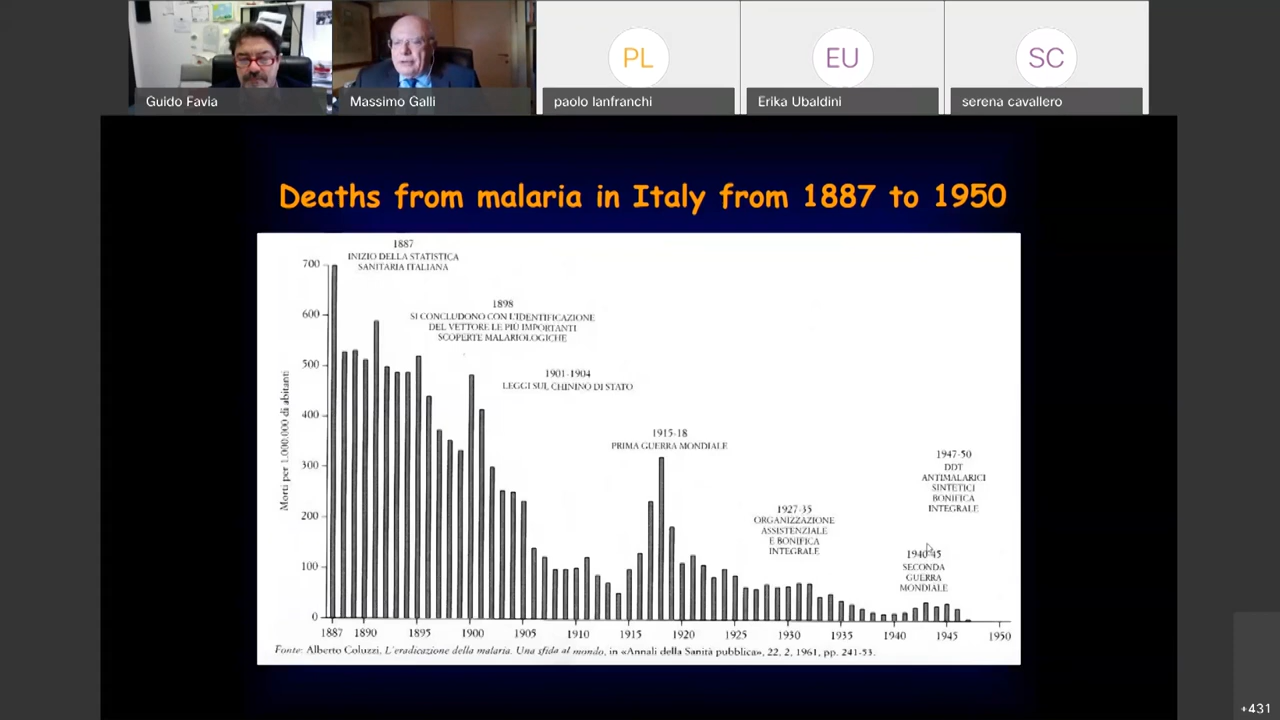 Guido Favia
Massimo Galli
PL
paolo lanfranchi
EU
Erika Ubaldini
SC
serena cavallero
Deaths from malaria in Italy from 1887 to 1950
1887
INIZIO DELLA STATISTICA
SANITARIA ITALIANA
1898
SI CONCLUDONO CON L'IDENTIFICAZIONE
DEL VETTORE LE PIÙ IMPORTANTI
SCOPERTE MALARIOLOGICHE
1901-1904
LEGGI SUL CHININO DI STATO
1915-18
PRIMA GUERRA MONDIALE
1927-35
ORGANIZZAZIONE
ASSISTENZIALE
E BONIFICA
INTEGRALE
1947-50
DDT
ANTIMALARICI
SINTETICI
BONIFICA
INTEGRALE
1940-45
SECONDA
GUERRA
MONDIALE
Morti per 1.000.000 di abitanti
700
600
500
400
300
200
100
0
1887 1890 1895 1900 1905 1910 1915 1920 1925 1930 1935 1940 1945 1950
Fonte: Alberto Coluzzi, L'eradicazione della malaria. Una sfida al mondo, in «Annali della Sanità pubblica», 22, 2, 1961, pp. 241-53.
+431